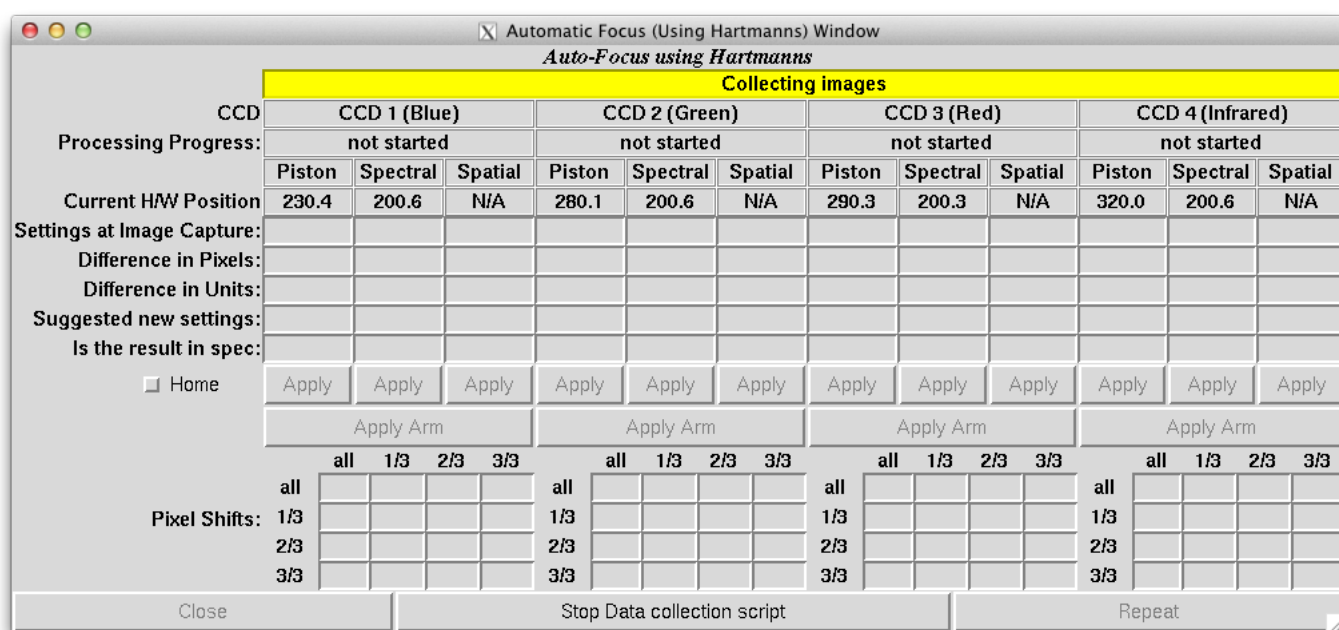 Automatic Focus (Using Hartmanns) Window
Auto-Focus using Hartmanns
Collecting images
CCD CCD 1 (Blue) CCD 2 (Green) CCD 3 (Red) CCD 4 (Infrared)
Processing Progress: not started not started not started not started
Piston Spectral Spatial Piston Spectral Spatial Piston Spectral Spatial Piston Spectral Spatial
Current H/W Position 230.4 200.6 N/A 280.1 200.6 N/A 290.3 200.3 N/A 320.0 200.6 N/A
Settings at Image Capture:
Difference in Pixels:
Difference in Units:
Suggested new settings:
Is the result in spec:
Home Apply Apply Apply Apply Apply Apply Apply Apply Apply Apply Apply Apply
Apply Arm Apply Arm Apply Arm Apply Arm
all 1/3 2/3 3/3 all 1/3 2/3 3/3 all 1/3 2/3 3/3 all 1/3 2/3 3/3
all all all all
Pixel Shifts: 1/3 1/3 1/3 1/3
2/3 2/3 2/3 2/3
3/3 3/3 3/3 3/3
Close Stop Data collection script Repeat